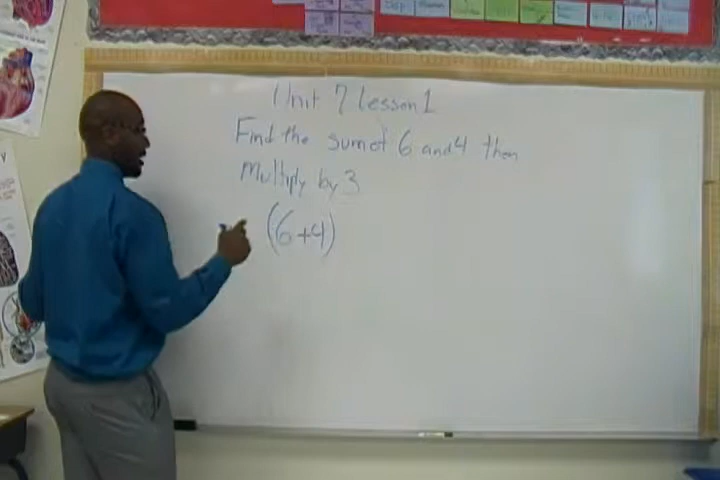 Unit 7 Lesson 1
Find the sum of 6 and 4 then
Multiply by 3
(6+4)